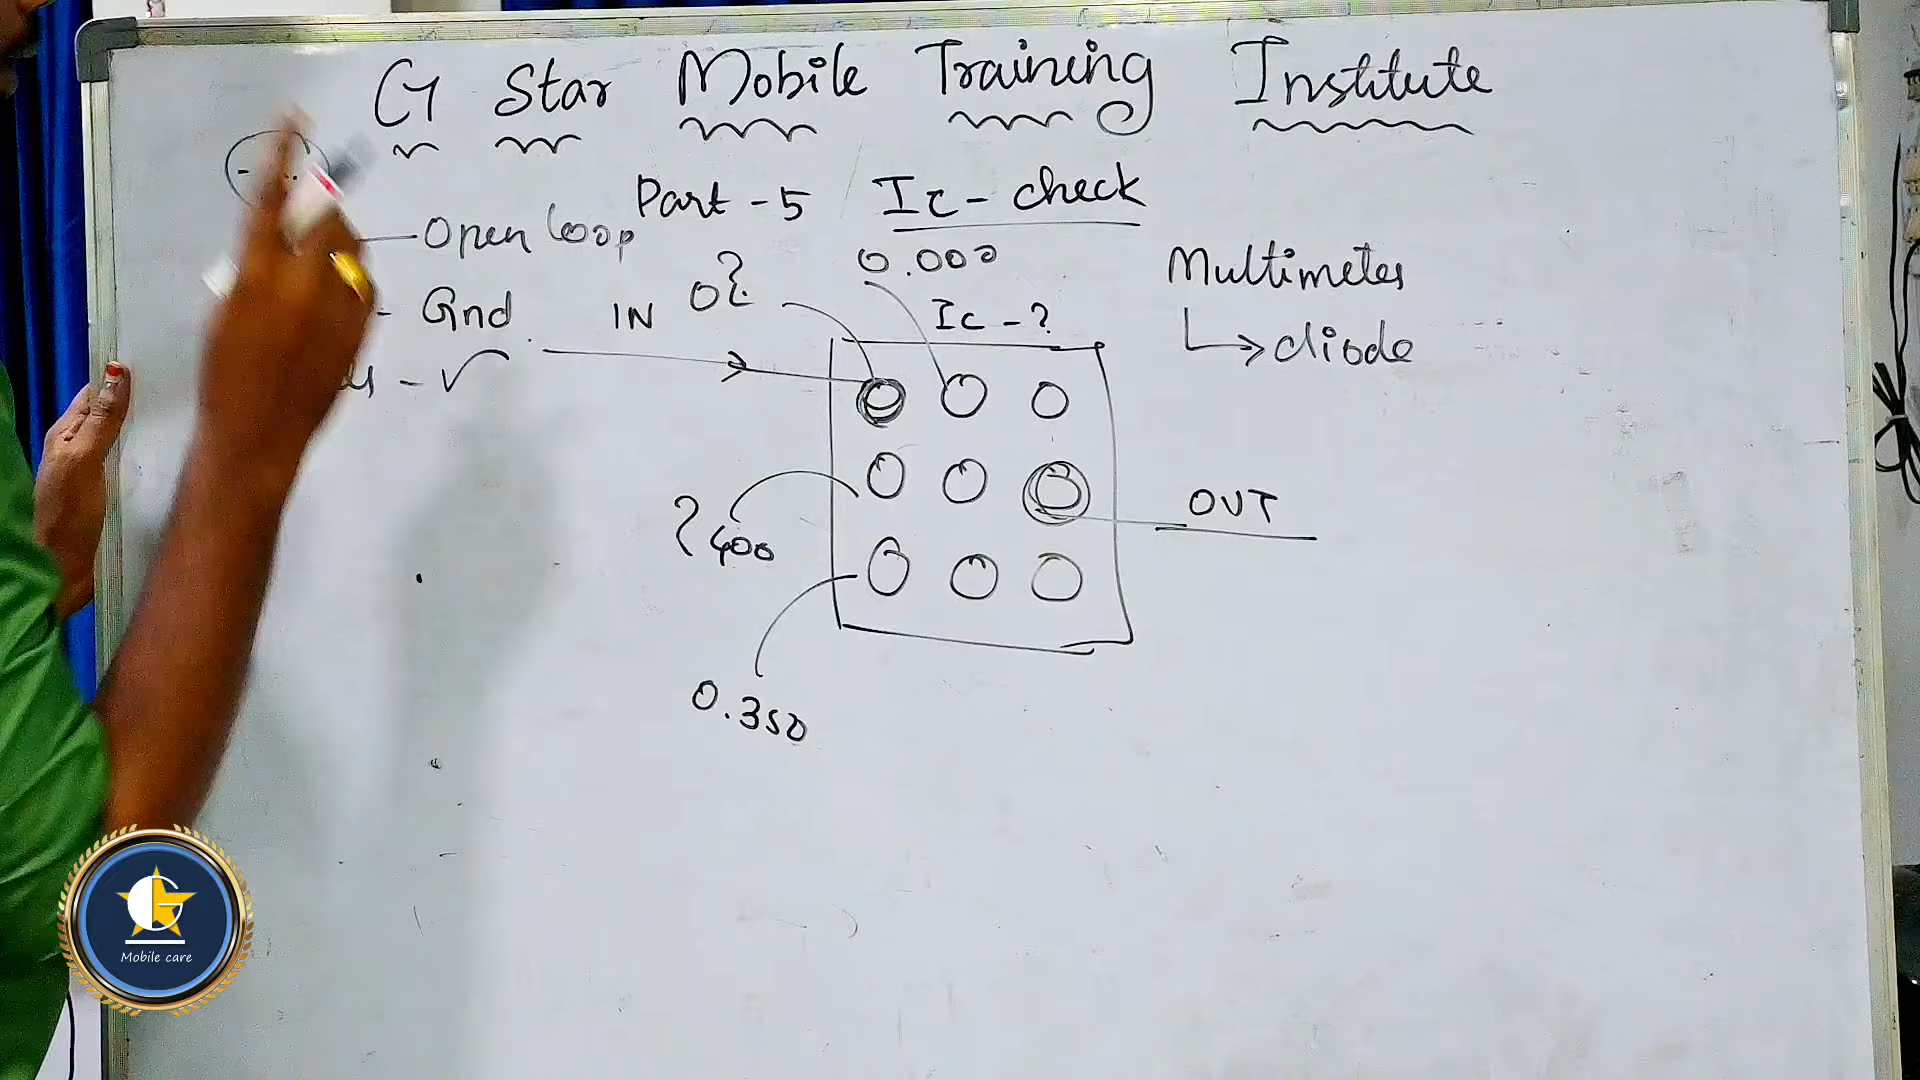 G Star Mobile Training Institute
Part - 5 Ic - check
Open loop
0.000
Multimeter
Gnd
IN
0?
Ic - ?
diode
OUT
? 400
0.350
G
Mobile care